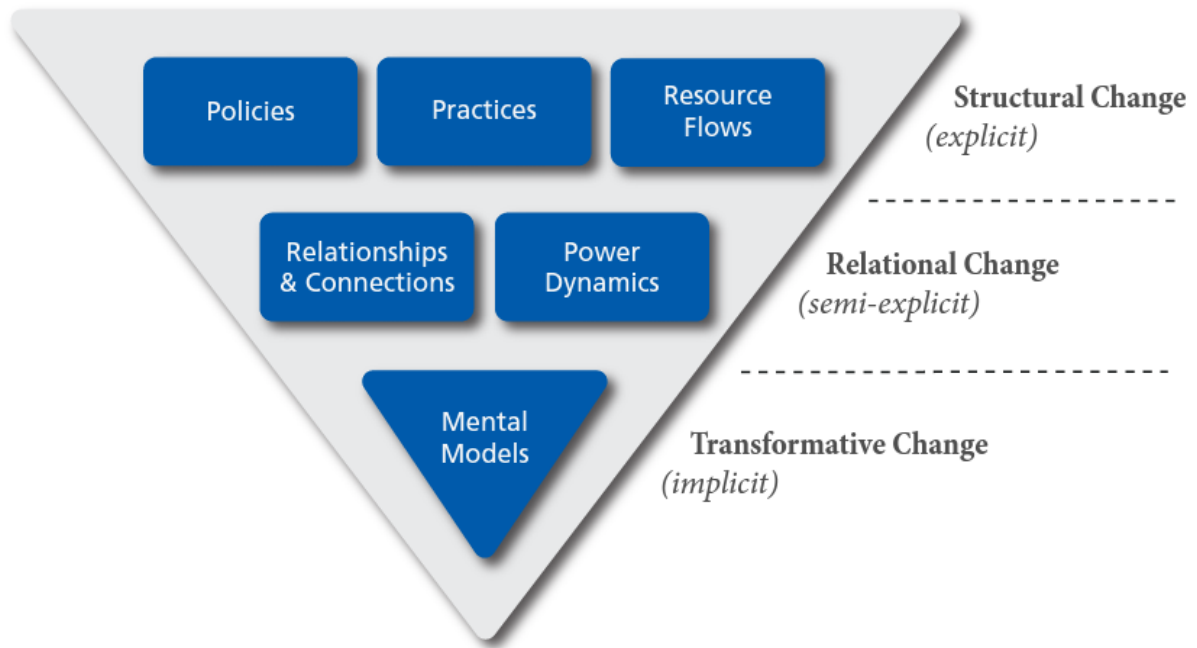 Policies
Practices
Resource
Flows
Structural Change
(explicit)
Relationships
& Connections
Power
Dynamics
Relational Change
(semi-explicit)
Mental
Models
Transformative Change
(implicit)